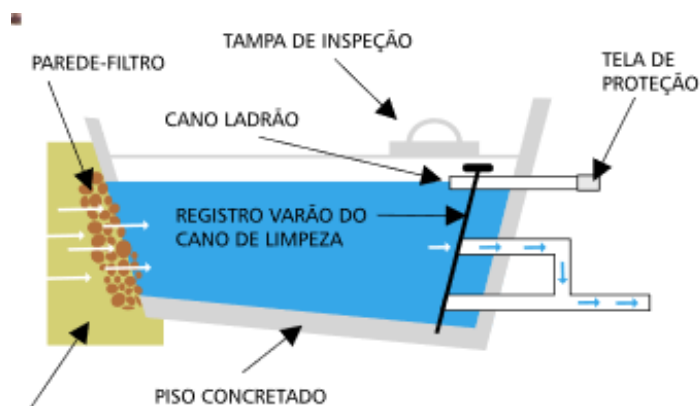 TAMPA DE INSPEÇÃO
PAREDE-FILTRO
TELA DE
PROTEÇÃO
CANO LADRÃO
REGISTRO VARÃO DO
CANO DE LIMPEZA
PISO CONCRETADO